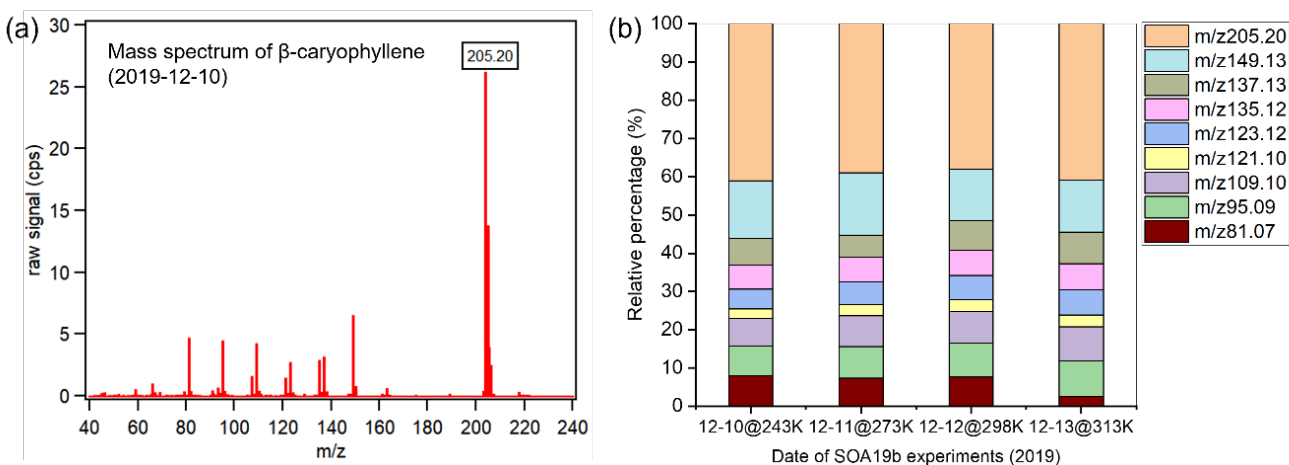 (a)
Mass spectrum of β-caryophyllene
(2019-12-10)
205.20
raw signal (cps)
30
25
20
15
10
5
0
40 60 80 100 120 140 160 180 200 220 240
m/z
(b)
Relative percentage (%)
100
90
80
70
60
50
40
30
20
10
0
12-10@243K 12-11@273K 12-12@298K 12-13@313K
Date of SOA19b experiments (2019)
m/z205.20
m/z149.13
m/z137.13
m/z135.12
m/z123.12
m/z121.10
m/z109.10
m/z95.09
m/z81.07